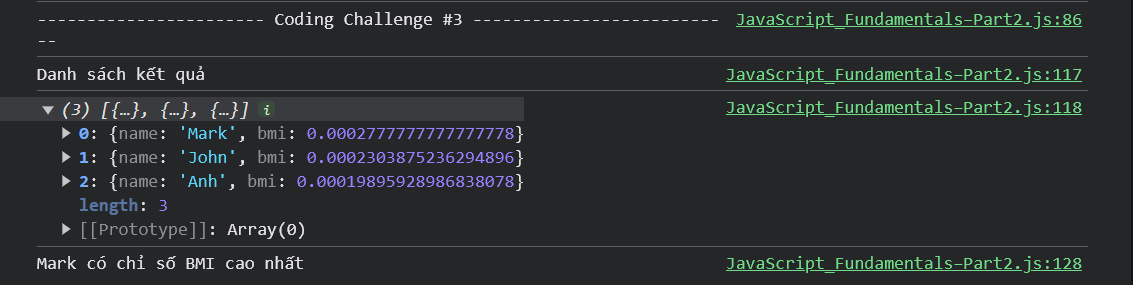 ----------------------- Coding Challenge #3 ------------------------- JavaScript_Fundamentals-Part2.js:86
--
Danh sách kết quả JavaScript_Fundamentals-Part2.js:117
▼ (3) [{…}, {…}, {…}] i JavaScript_Fundamentals-Part2.js:118
▶ 0: {name: 'Mark', bmi: 0.0002777777777777778}
▶ 1: {name: 'John', bmi: 0.0002303875236294896}
▶ 2: {name: 'Anh', bmi: 0.00019895928986838078}
length: 3
▶ [[Prototype]]: Array(0)
Mark có chỉ số BMI cao nhất JavaScript_Fundamentals-Part2.js:128